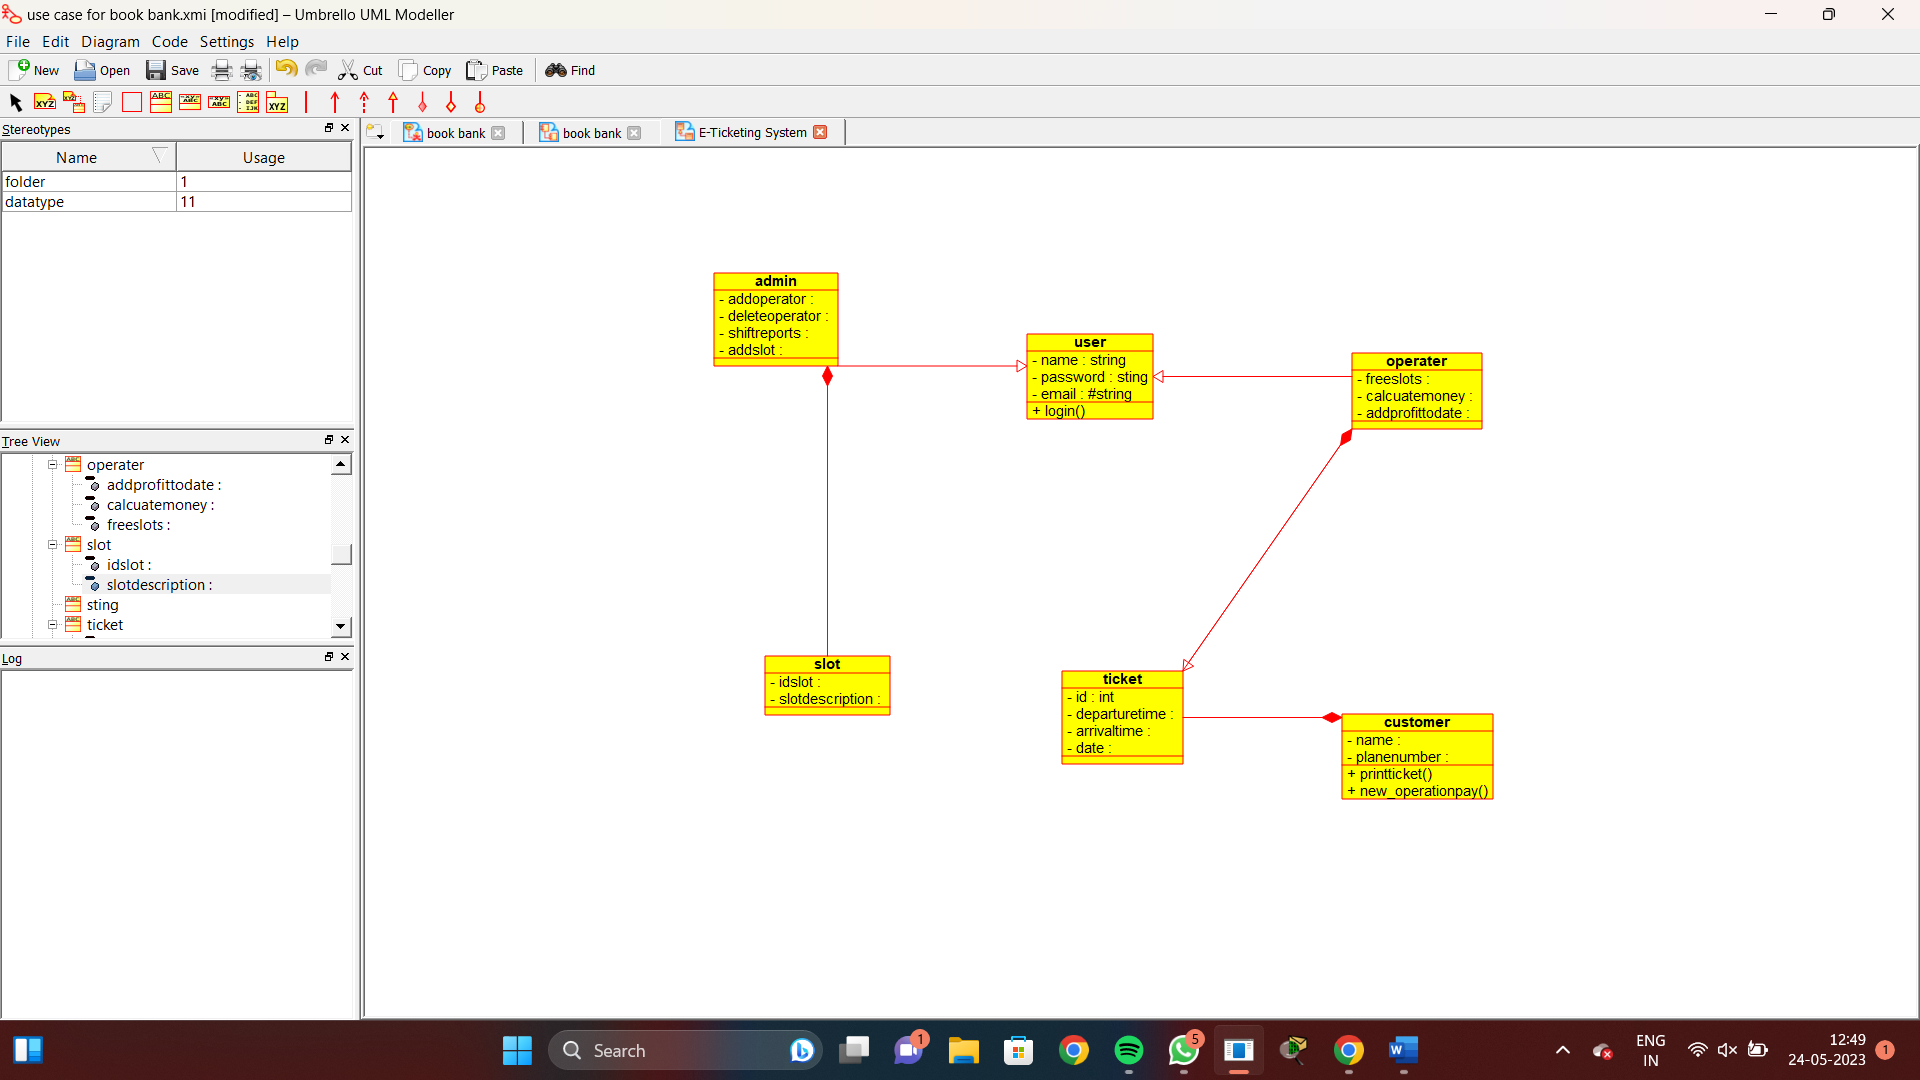 use case for book bank.xmi [modified] – Umbrello UML Modeller
File Edit Diagram Code Settings Help
New Open Save Cut Copy Paste Find
Stereotypes
Name Usage
folder 1
datatype 11
Tree View
operater
addprofittodate :
calcuatemoney :
freeslots :
slot
idslot :
slotdescription :
sting
ticket
Log
book bank
book bank
E-Ticketing System
admin
- addoperator :
- deleteoperator :
- shiftreports :
- addslot :
user
- name : string
- password : sting
- email : #string
+ login()
operater
- freeslots :
- calcuatemoney :
- addprofittodate :
slot
- idslot :
- slotdescription :
ticket
- id : int
- departuretime :
- arrivaltime :
- date :
customer
- name :
- planenumber :
+ printticket()
+ new_operationpay()
Search
1
5
ENG
IN
12:49
24-05-2023
1